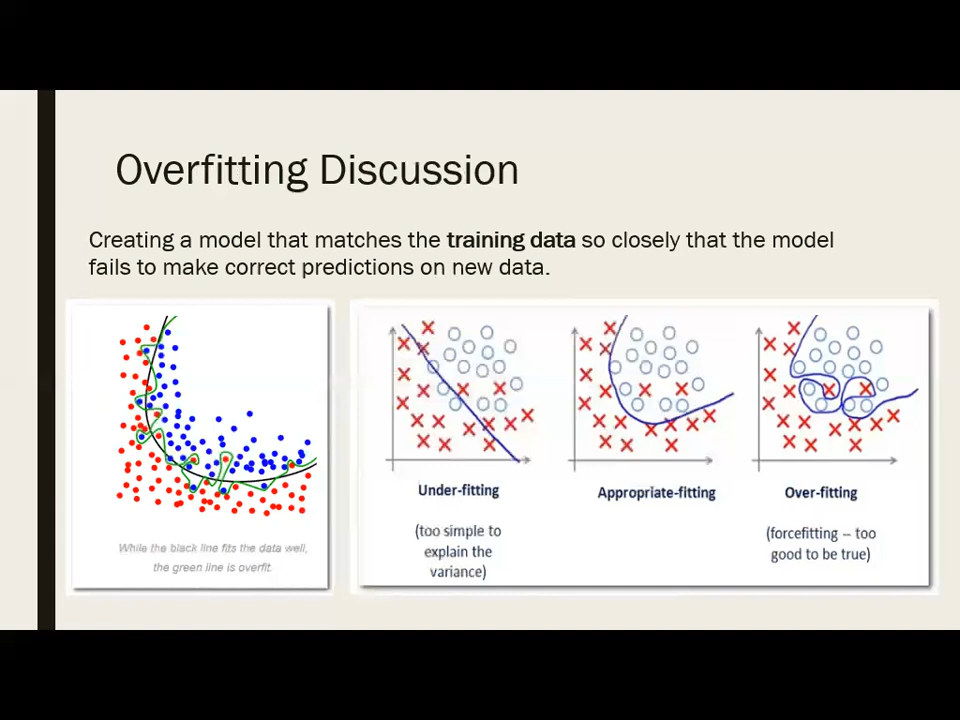 Overfitting Discussion
Creating a model that matches the training data so closely that the model
fails to make correct predictions on new data.
While the black line fits the data well,
the green line is overfit.
Under-fitting
(too simple to
explain the
variance)
Appropriate-fitting
Over-fitting
(forcefitting – too
good to be true)